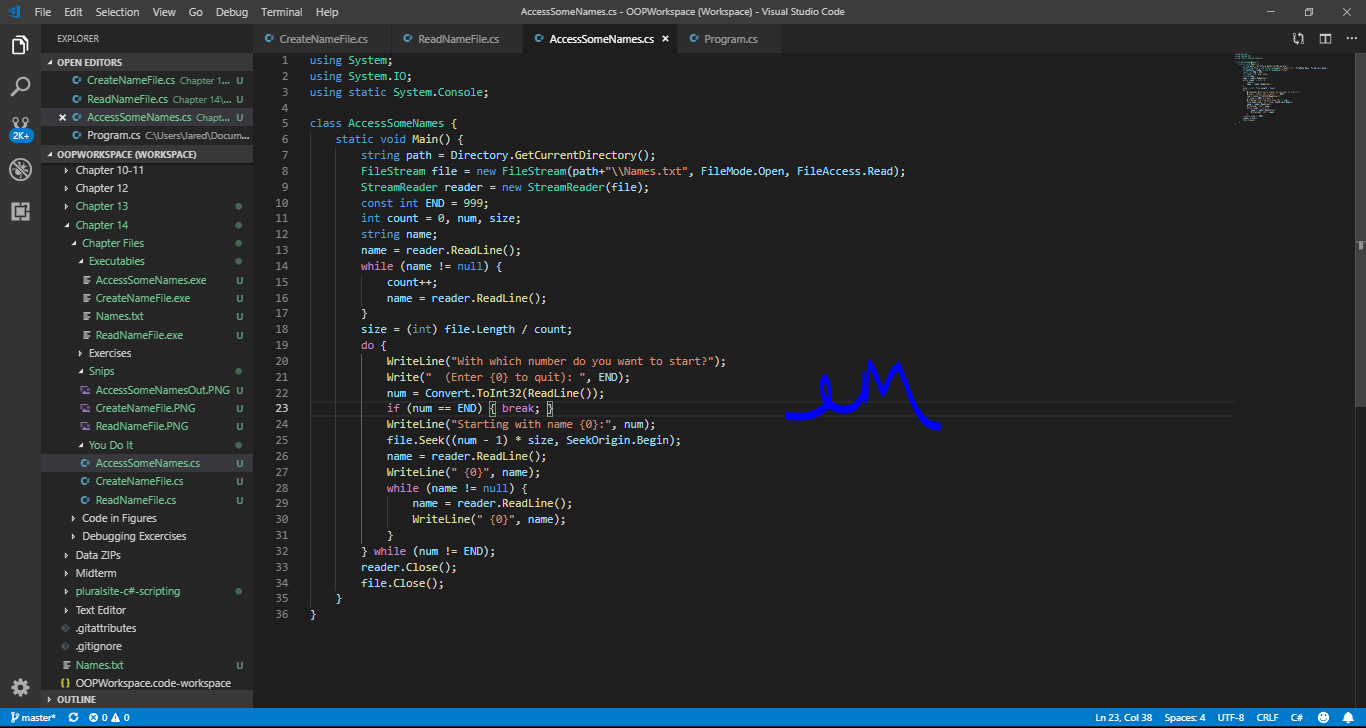 File Edit Selection View Go Debug Terminal Help AccessSomeNames.cs - OOPWorkspace (Workspace) - Visual Studio Code
EXPLORER
OPEN EDITORS
CreateNameFile.cs Chapter 1... U
ReadNameFile.cs Chapter 14\... U
AccessSomeNames.cs Chapt... U
Program.cs C:\Users\Jared\Docum...
2K+
OOPWORKSPACE (WORKSPACE)
Chapter 10-11
Chapter 12
Chapter 13
Chapter 14
Chapter Files
Executables
AccessSomeNames.exe U
CreateNameFile.exe U
Names.txt U
ReadNameFile.exe U
Exercises
Snips
AccessSomeNamesOut.PNG U
CreateNameFile.PNG U
ReadNameFile.PNG U
You Do It
AccessSomeNames.cs U
CreateNameFile.cs U
ReadNameFile.cs U
Code in Figures
Debugging Excercises
Data ZIPs
Midterm
pluralsite-c#-scripting
Text Editor
.gitattributes
.gitignore
Names.txt U
{} OOPWorkspace.code-workspace
OUTLINE
CreateNameFile.cs ReadNameFile.cs AccessSomeNames.cs Program.cs
1 using System;
2 using System.IO;
3 using static System.Console;
4
5 class AccessSomeNames {
6 static void Main() {
7 string path = Directory.GetCurrentDirectory();
8 FileStream file = new FileStream(path+"\\Names.txt", FileMode.Open, FileAccess.Read);
9 StreamReader reader = new StreamReader(file);
10 const int END = 999;
11 int count = 0, num, size;
12 string name;
13 name = reader.ReadLine();
14 while (name != null) {
15 count++;
16 name = reader.ReadLine();
17 }
18 size = (int) file.Length / count;
19 do {
20 WriteLine("With which number do you want to start?");
21 Write("  (Enter {0} to quit): ", END);
22 num = Convert.ToInt32(ReadLine());
23 if (num == END) { break; }
24 WriteLine("Starting with name {0}:", num);
25 file.Seek((num - 1) * size, SeekOrigin.Begin);
26 name = reader.ReadLine();
27 WriteLine(" {0}", name);
28 while (name != null) {
29 name = reader.ReadLine();
30 WriteLine(" {0}", name);
31 }
32 } while (num != END);
33 reader.Close();
34 file.Close();
35 }
36 }
master* 0 0 Ln 23, Col 38 Spaces: 4 UTF-8 CRLF C#